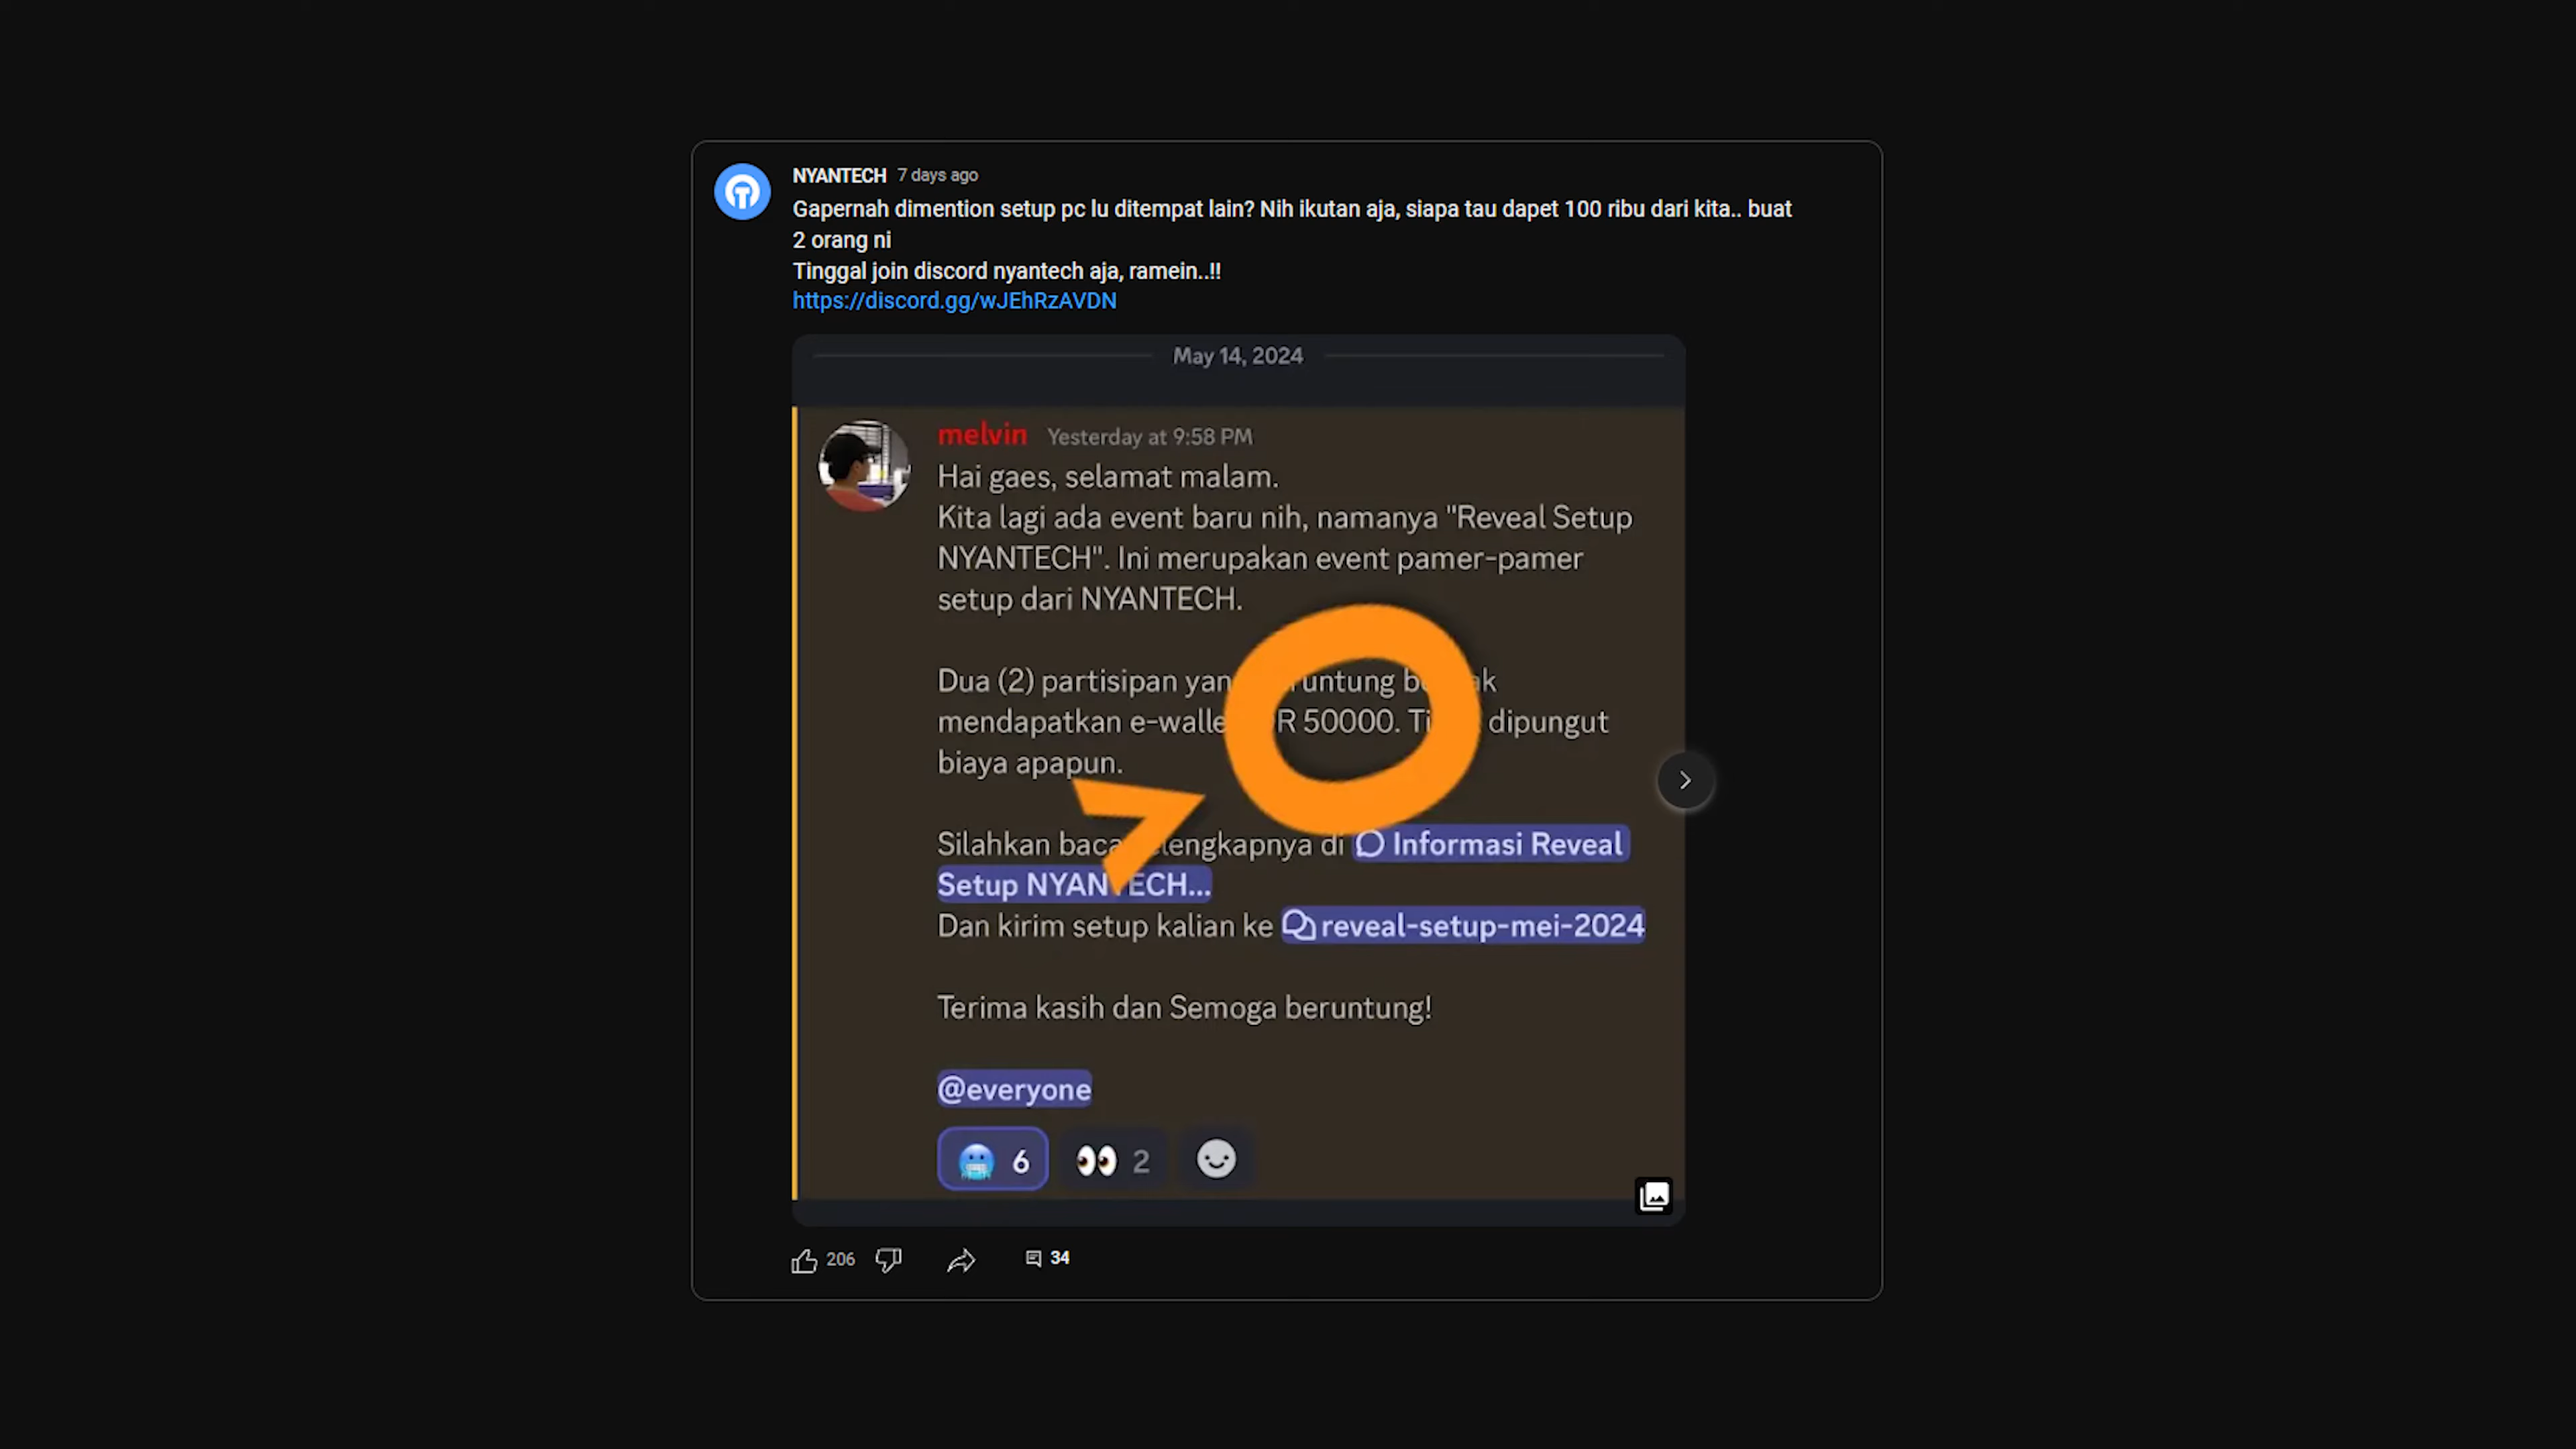 NYANTECH 7 days ago
Gapernah dimention setup pc lu ditempat lain? Nih ikutan aja, siapa tau dapet 100 ribu dari kita.. buat
2 orang ni
Tinggal join discord nyantech aja, ramein..!!
https://discord.gg/wJEhRzAVDN
May 14, 2024
melvin Yesterday at 9:58 PM
Hai gaes, selamat malam.
Kita lagi ada event baru nih, namanya "Reveal Setup
NYANTECH". Ini merupakan event pamer-pamer
setup dari NYANTECH.
Dua (2) partisipan
mendapatkan 50000. dipungut
biaya apapun.
Silahkan baca di Informasi Reveal
Setup NYANTECH...
Dan kirim setup kalian ke reveal-setup-mei-2024
Terima kasih dan Semoga beruntung!
@everyone
6 2
206 34